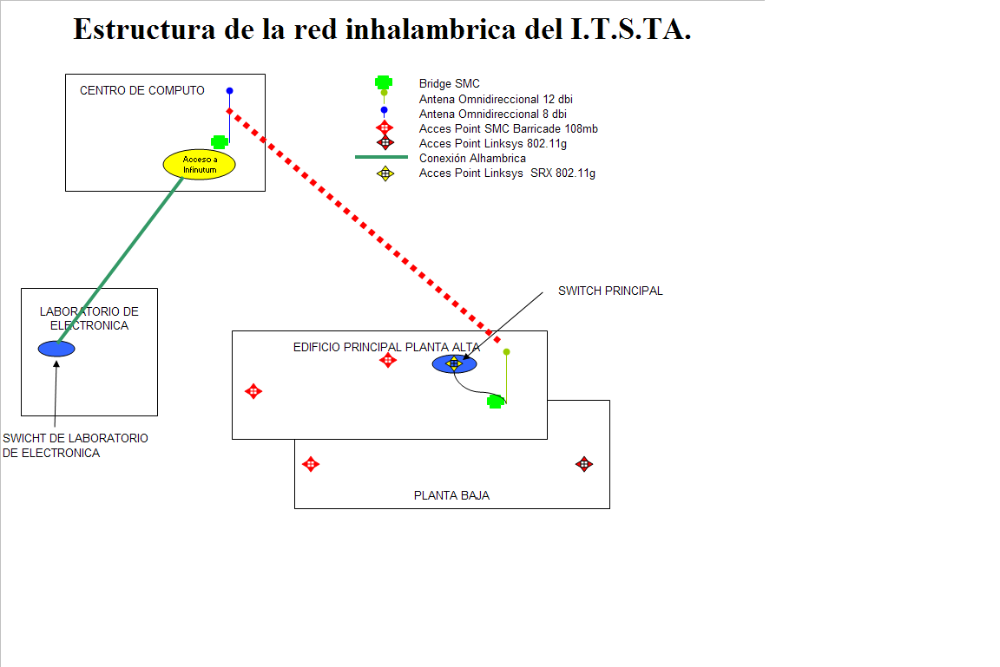 Estructura de la red inhalambrica del I.T.S.TA.
CENTRO DE COMPUTO
Acceso a
Infinutum
Bridge SMC
Antena Omnidireccional 12 dbi
Antena Omnidireccional 8 dbi
Acces Point SMC Barricade 108mb
Acces Point Linksys 802.11g
Conexión Alhambrica
Acces Point Linksys SRX 802.11g
SWITCH PRINCIPAL
LABORATORIO DE
ELECTRONICA
EDIFICIO PRINCIPAL PLANTA ALTA
SWICHT DE LABORATORIO
DE ELECTRONICA
PLANTA BAJA